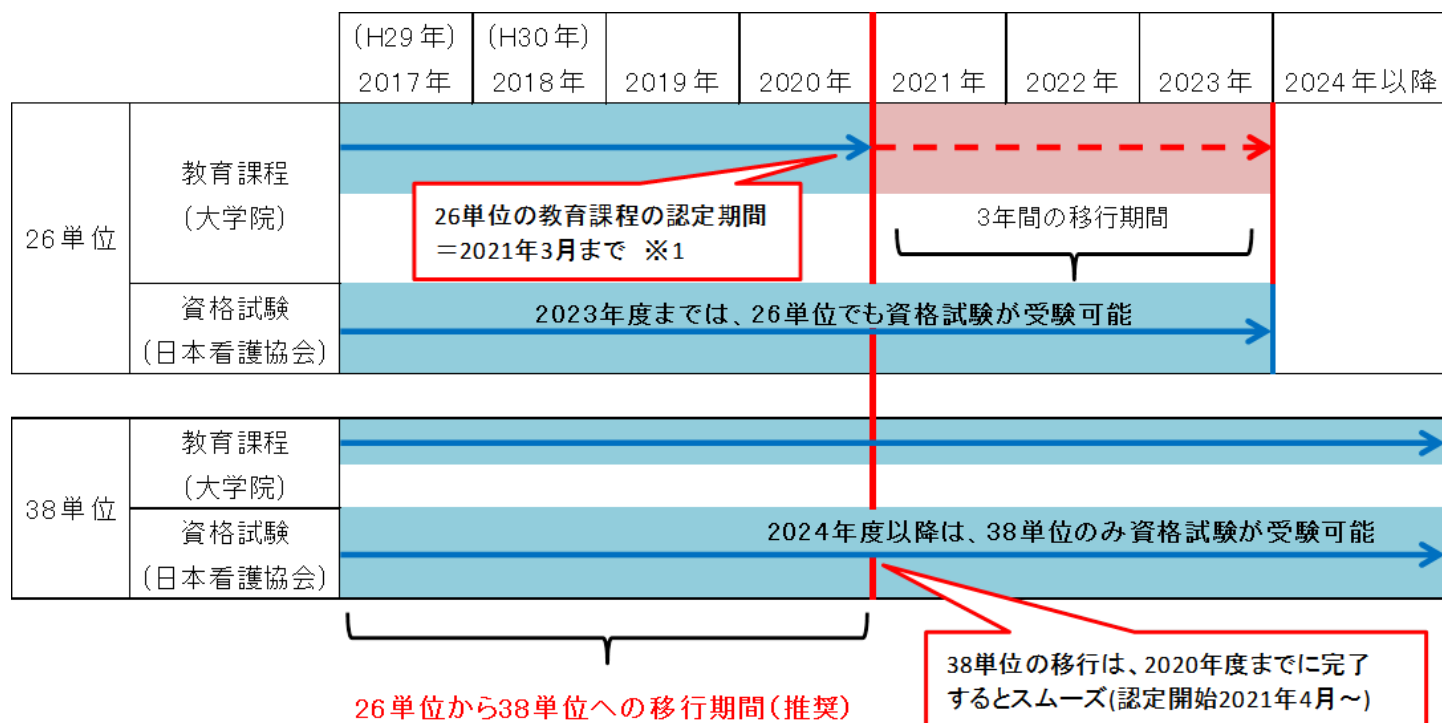 (H29年)
(H30年)
2017年
2018年
2019年
2020年
2021年
2022年
2023年
2024年以降
26単位
教育課程
(大学院)
26単位の教育課程の認定期間
＝2021年3月まで ※1
3年間の移行期間
資格試験
(日本看護協会)
2023年度までは、26単位でも資格試験が受験可能
38単位
教育課程
(大学院)
資格試験
(日本看護協会)
2024年度以降は、38単位のみ資格試験が受験可能
26単位から38単位への移行期間(推奨)
38単位の移行は、2020年度までに完了
するとスムーズ(認定開始2021年4月～)